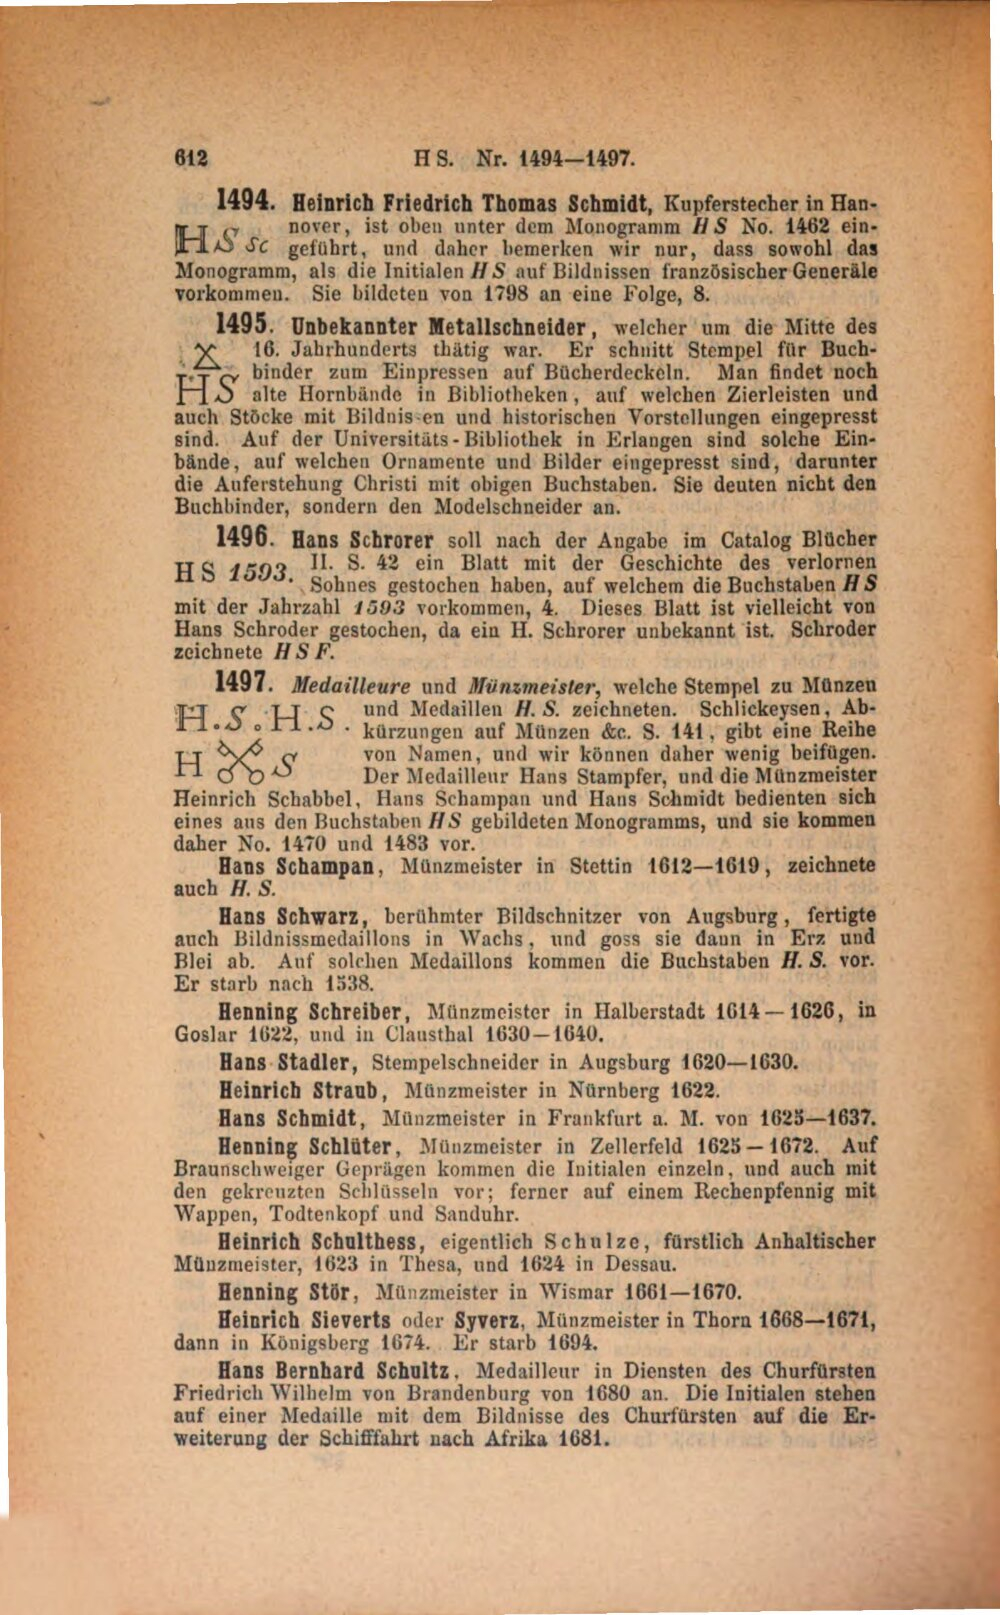 612 H S. Nr. 1494—1497.
1494. Heinrich Friedrich Thomas Schmidt, Kupferstecher in Han-
nover, ist oben unter dem Monogramm HS No. 1462 ein-
HS sc geführt, und daher bemerken wir nur, dass sowohl das
Monogramm, als die Initialen HS auf Bildnissen französischer Generäle
vorkommen. Sie bildeten von 1798 an eine Folge, 8.
1495. Unbekannter Metallschneider, welcher um die Mitte des
16. Jahrhunderts thätig war. Er schnitt Stempel für Buch-
binder zum Einpressen auf Bücherdeckeln. Man findet noch
HS alte Hornbände in Bibliotheken, auf welchen Zierleisten und
auch Stöcke mit Bildnissen und historischen Vorstellungen eingepresst
sind. Auf der Universitäts-Bibliothek in Erlangen sind solche Ein-
bände, auf welchen Ornamente und Bilder eingepresst sind, darunter
die Auferstehung Christi mit obigen Buchstaben. Sie deuten nicht den
Buchbinder, sondern den Modelschneider an.
1496. Hans Schrorer soll nach der Angabe im Catalog Blücher
HS 1593. II. S. 42 ein Blatt mit der Geschichte des verlornen
Sohnes gestochen haben, auf welchem die Buchstaben HS
mit der Jahrzahl 1593 vorkommen, 4. Dieses Blatt ist vielleicht von
Hans Schroder gestochen, da ein H. Schrorer unbekannt ist. Schroder
zeichnete HSF.
1497. Medailleure und Münzmeister, welche Stempel zu Münzen
H.S. H.S. und Medaillen H. S. zeichneten. Schlickeysen, Ab-
kürzungen auf Münzen &c. S. 141, gibt eine Reihe
H S von Namen, und wir können daher wenig beifügen.
Der Medailleur Hans Stampfer, und die Münzmeister
Heinrich Schabbel, Hans Schampan und Hans Schmidt bedienten sich
eines aus den Buchstaben HS gebildeten Monogramms, und sie kommen
daher No. 1470 und 1483 vor.
Hans Schampan, Münzmeister in Stettin 1612—1619, zeichnete
auch H. S.
Hans Schwarz, berühmter Bildschnitzer von Augsburg, fertigte
auch Bildnissmedaillons in Wachs, und goss sie dann in Erz und
Blei ab. Auf solchen Medaillons kommen die Buchstaben H. S. vor.
Er starb nach 1538.
Henning Schreiber, Münzmeister in Halberstadt 1614—1626, in
Goslar 1622, und in Clausthal 1630—1640.
Hans Stadler, Stempelschneider in Augsburg 1620—1630.
Heinrich Straub, Münzmeister in Nürnberg 1622.
Hans Schmidt, Münzmeister in Frankfurt a. M. von 1625—1637.
Henning Schlüter, Münzmeister in Zellerfeld 1625—1672. Auf
Braunschweiger Geprägen kommen die Initialen einzeln, und auch mit
den gekreuzten Schlüsseln vor; ferner auf einem Rechenpfennig mit
Wappen, Todtenkopf und Sanduhr.
Heinrich Schulthess, eigentlich Schulze, fürstlich Anhaltischer
Münzmeister, 1623 in Thesa, und 1624 in Dessau.
Henning Stör, Münzmeister in Wismar 1661—1670.
Heinrich Sieverts oder Syverz, Münzmeister in Thorn 1668—1671,
dann in Königsberg 1674. Er starb 1694.
Hans Bernhard Schultz, Medailleur in Diensten des Churfürsten
Friedrich Wilhelm von Brandenburg von 1680 an. Die Initialen stehen
auf einer Medaille mit dem Bildnisse des Churfürsten auf die Er-
weiterung der Schifffahrt nach Afrika 1681.